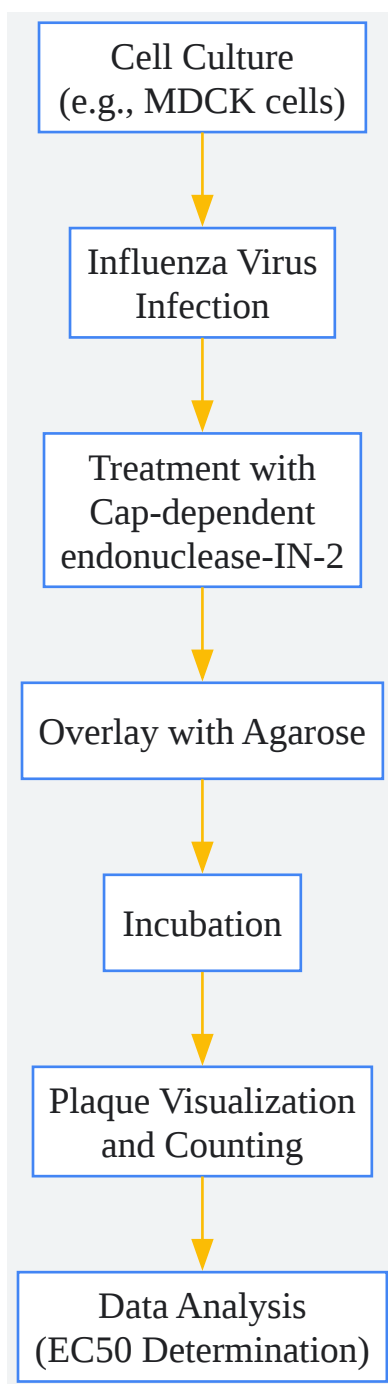 Cell Culture
(e.g., MDCK cells)
Influenza Virus
Infection
Treatment with
Cap-dependent
endonuclease-IN-2
Overlay with Agarose
Incubation
Plaque Visualization
and Counting
Data Analysis
(EC50 Determination)